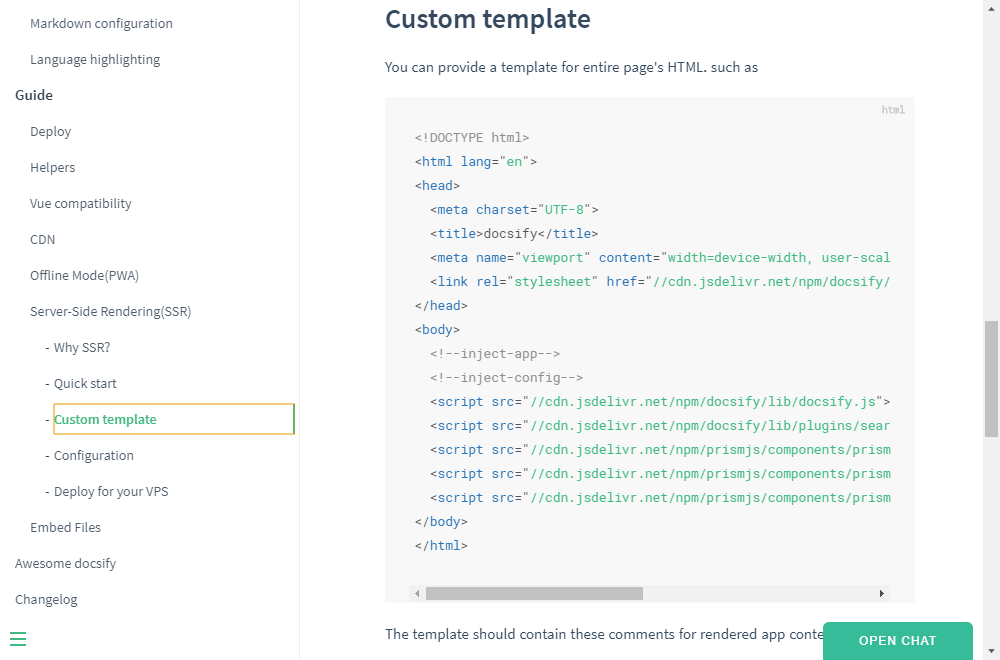 Markdown configuration
Language highlighting
Guide
Deploy
Helpers
Vue compatibility
CDN
Offline Mode(PWA)
Server-Side Rendering(SSR)
- Why SSR?
- Quick start
- Custom template
- Configuration
- Deploy for your VPS
Embed Files
Awesome docsify
Changelog
Custom template
You can provide a template for entire page's HTML. such as
html
<!DOCTYPE html>
<html lang="en">
<head>
  <meta charset="UTF-8">
  <title>docsify</title>
  <meta name="viewport" content="width=device-width, user-scal
  <link rel="stylesheet" href="//cdn.jsdelivr.net/npm/docsify/
</head>
<body>
  <!--inject-app-->
  <!--inject-config-->
  <script src="//cdn.jsdelivr.net/npm/docsify/lib/docsify.js">
  <script src="//cdn.jsdelivr.net/npm/docsify/lib/plugins/sear
  <script src="//cdn.jsdelivr.net/npm/prismjs/components/prism
  <script src="//cdn.jsdelivr.net/npm/prismjs/components/prism
  <script src="//cdn.jsdelivr.net/npm/prismjs/components/prism
</body>
</html>
The template should contain these comments for rendered app conte
OPEN CHAT